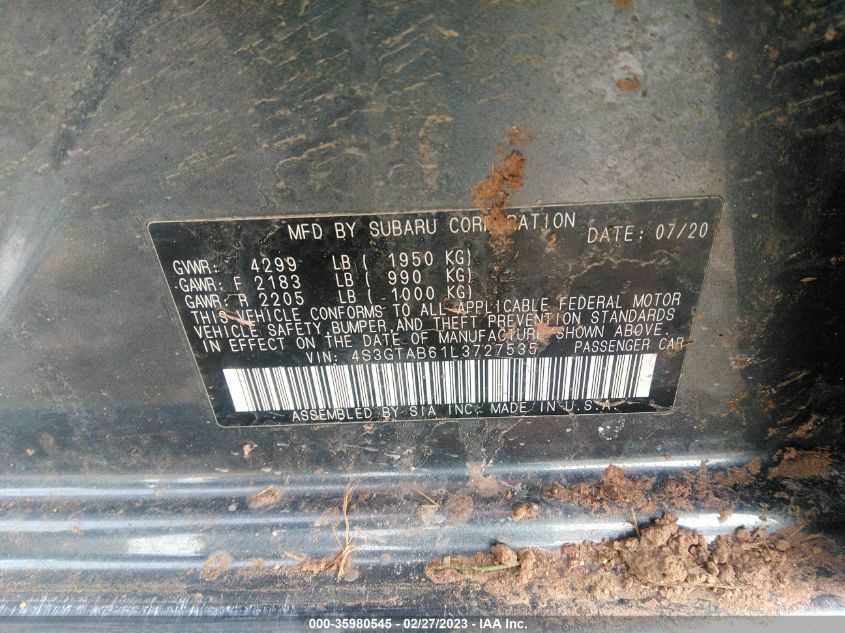 MFD BY SUBARU CORPORATION DATE: 07/20
GVWR: 4299 LB ( 1950 KG)
GAWR: F 2183 LB ( 990 KG)
GAWR: R 2205 LB ( 1000 KG)
THIS VEHICLE CONFORMS TO ALL APPLICABLE FEDERAL MOTOR
VEHICLE SAFETY, BUMPER, AND THEFT PREVENTION STANDARDS
IN EFFECT ON THE DATE OF MANUFACTURE SHOWN ABOVE.
VIN: 4S3GTAB61L3727535 PASSENGER CAR
ASSEMBLED BY SIA INC. MADE IN U.S.A.
000-35980545 - 02/27/2023 - IAA Inc.